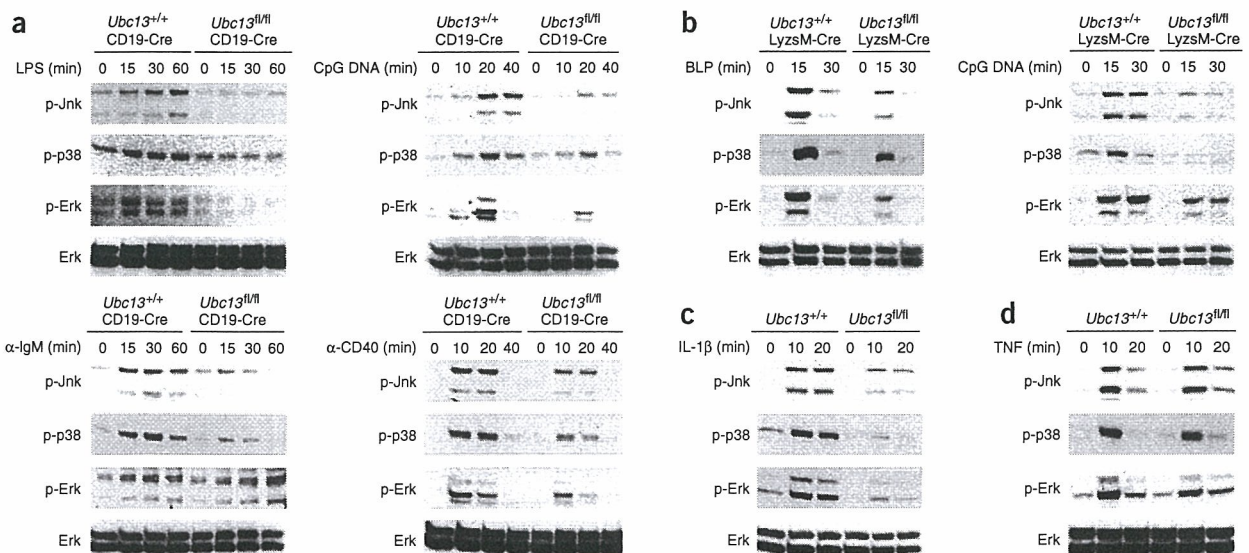 a
Ubc13+/+ Ubc13fl/fl
CD19-Cre CD19-Cre
LPS (min) 0 15 30 60 0 15 30 60
p-Jnk
p-p38
p-Erk
Erk
Ubc13+/+ Ubc13fl/fl
CD19-Cre CD19-Cre
CpG DNA (min) 0 10 20 40 0 10 20 40
p-Jnk
p-p38
p-Erk
Erk
Ubc13+/+ Ubc13fl/fl
CD19-Cre CD19-Cre
α-IgM (min) 0 15 30 60 0 15 30 60
p-Jnk
p-p38
p-Erk
Erk
Ubc13+/+ Ubc13fl/fl
CD19-Cre CD19-Cre
α-CD40 (min) 0 10 20 40 0 10 20 40
p-Jnk
p-p38
p-Erk
Erk
b
Ubc13+/+ Ubc13fl/fl
LyzsM-Cre LyzsM-Cre
BLP (min) 0 15 30 0 15 30
p-Jnk
p-p38
p-Erk
Erk
Ubc13+/+ Ubc13fl/fl
LyzsM-Cre LyzsM-Cre
CpG DNA (min) 0 15 30 0 15 30
p-Jnk
p-p38
p-Erk
Erk
c
Ubc13+/+ Ubc13fl/fl
IL-1β (min) 0 10 20 0 10 20
p-Jnk
p-p38
p-Erk
Erk
d
Ubc13+/+ Ubc13fl/fl
TNF (min) 0 10 20 0 10 20
p-Jnk
p-p38
p-Erk
Erk